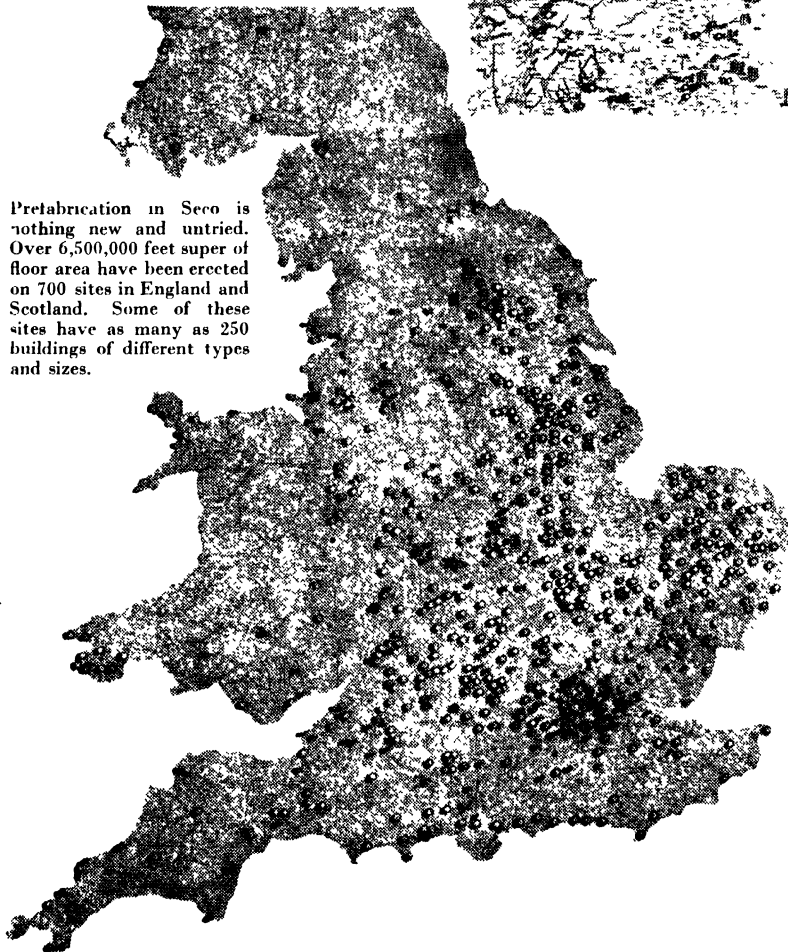 Prefabrication in Seco is
nothing new and untried.
Over 6,500,000 feet super of
floor area have been erected
on 700 sites in England and
Scotland. Some of these
sites have as many as 250
buildings of different types
and sizes.